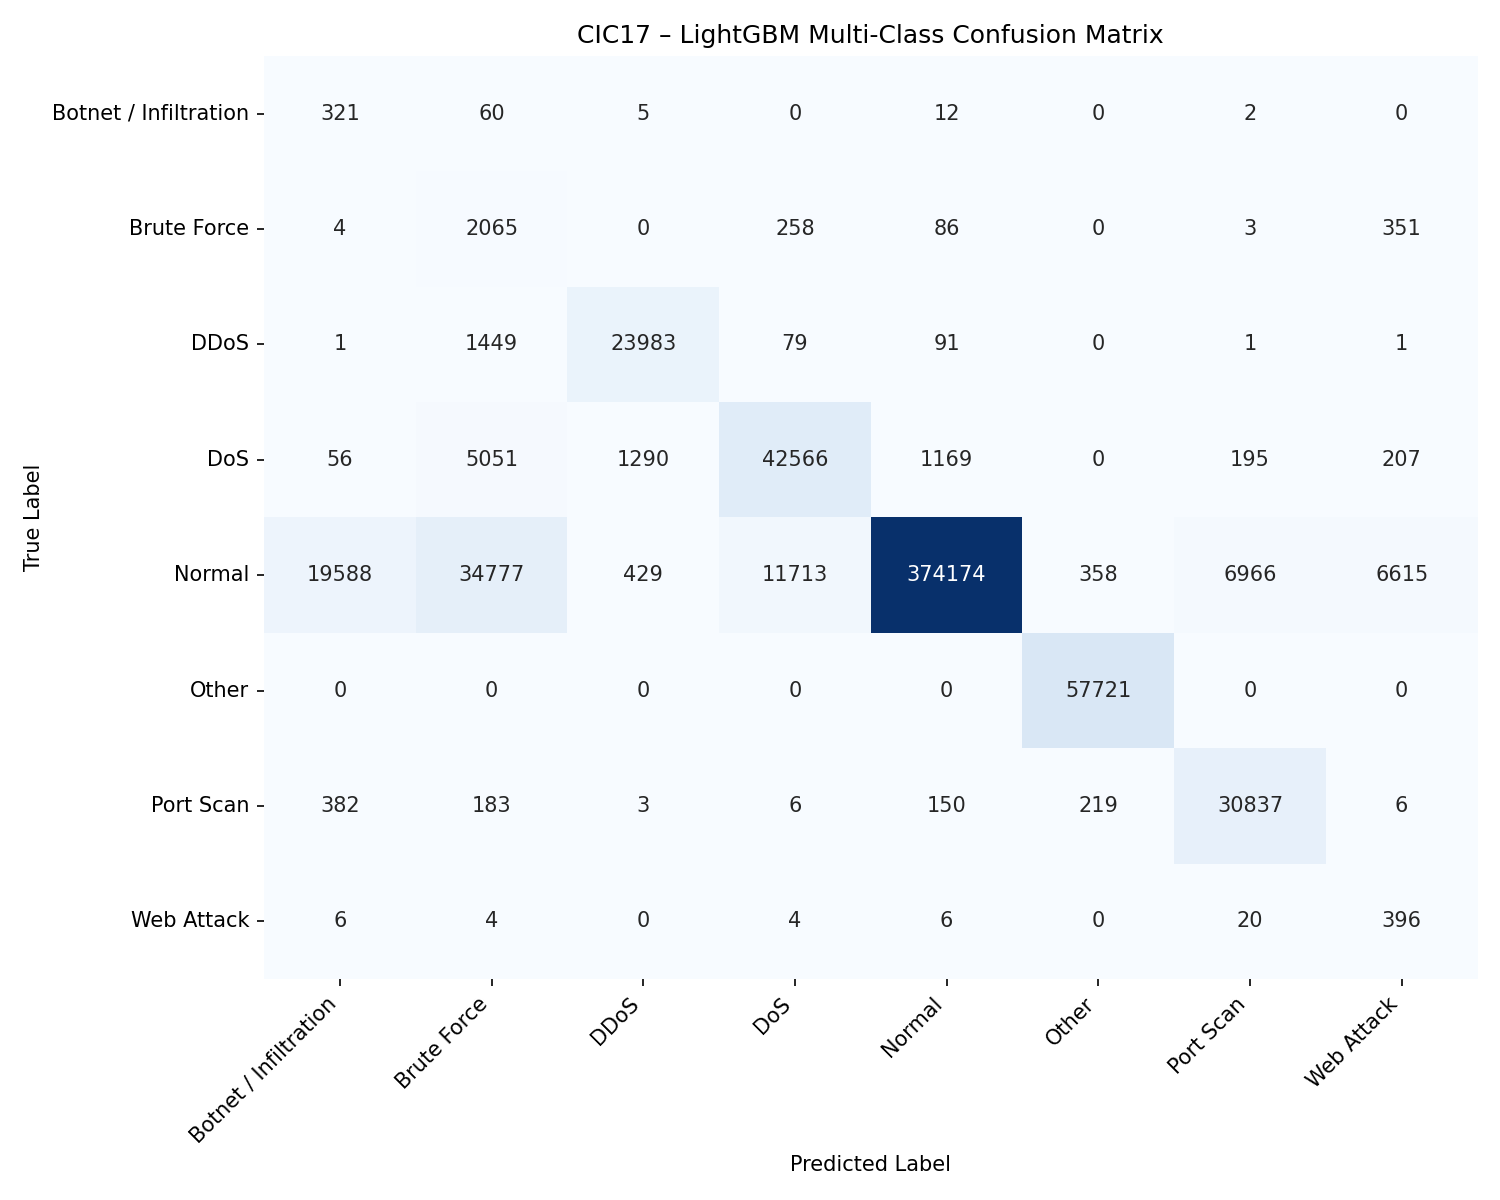 CIC17 – LightGBM Multi-Class Confusion Matrix
Botnet / Infiltration 321 60 5 0 12 0 2 0
Brute Force 4 2065 0 258 86 0 3 351
DDoS 1 1449 23983 79 91 0 1 1
DoS 56 5051 1290 42566 1169 0 195 207
Normal 19588 34777 429 11713 374174 358 6966 6615
Other 0 0 0 0 0 57721 0 0
Port Scan 382 183 3 6 150 219 30837 6
Web Attack 6 4 0 4 6 0 20 396
True Label
Botnet / Infiltration Brute Force DDoS DoS Normal Other Port Scan Web Attack
Predicted Label